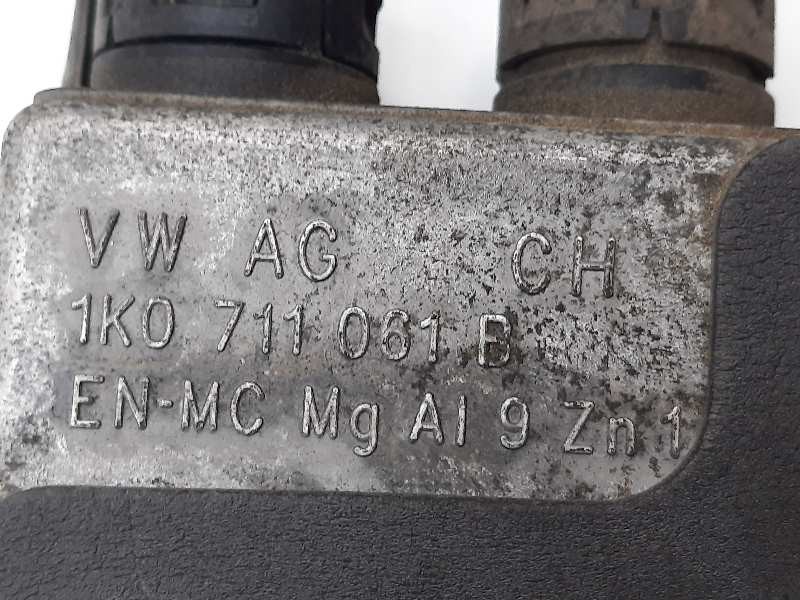 VW AG CH
1K0 711 061 B
EN-MC Mg Al 9 Zn 1